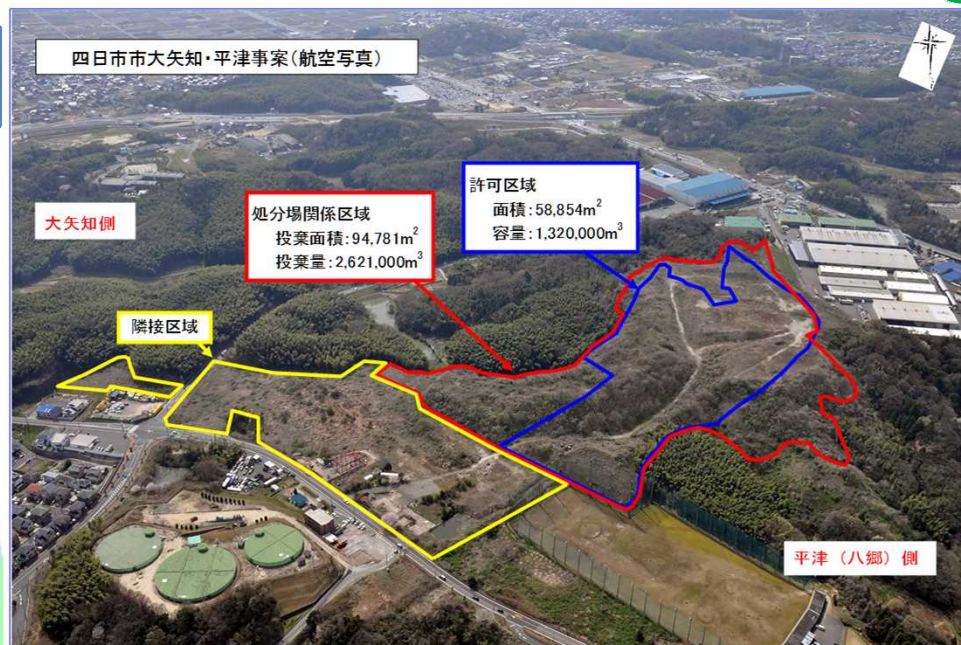 四日市市大矢知・平津事案(航空写真)
大矢知側
処分場関係区域
投棄面積:94,781m²
投棄量:2,621,000m³
許可区域
面積:58,854m²
容量:1,320,000m³
隣接区域
平津（八郷）側